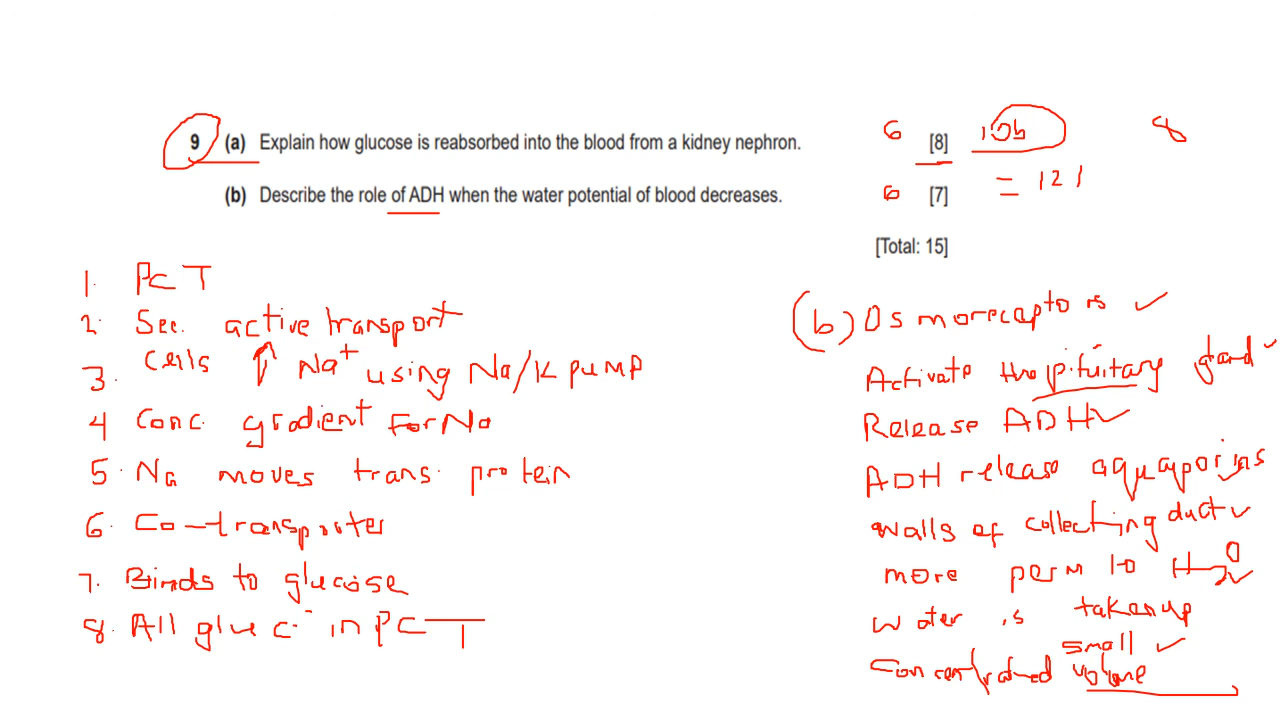 9 (a) Explain how glucose is reabsorbed into the blood from a kidney nephron. 6 [8] 106 8
(b) Describe the role of ADH when the water potential of blood decreases. 6 [7] = 121
[Total: 15]
1. PCT
2. Sec. active transport
3. Cells ↑ Na+ using Na/K pump
4 Conc. gradient for Na
5. Na moves trans. protein
6. Co-transporter
7. Binds to glucose
8. All gluc. in PCT
(b) Osmoreceptors ✓
Activate the pituitary gland ✓
Release ADH ✓
ADH release aquaporins ✓
walls of collecting duct ✓
more perm to H2O ✓
water is taken up
small ✓
Concentrated volume